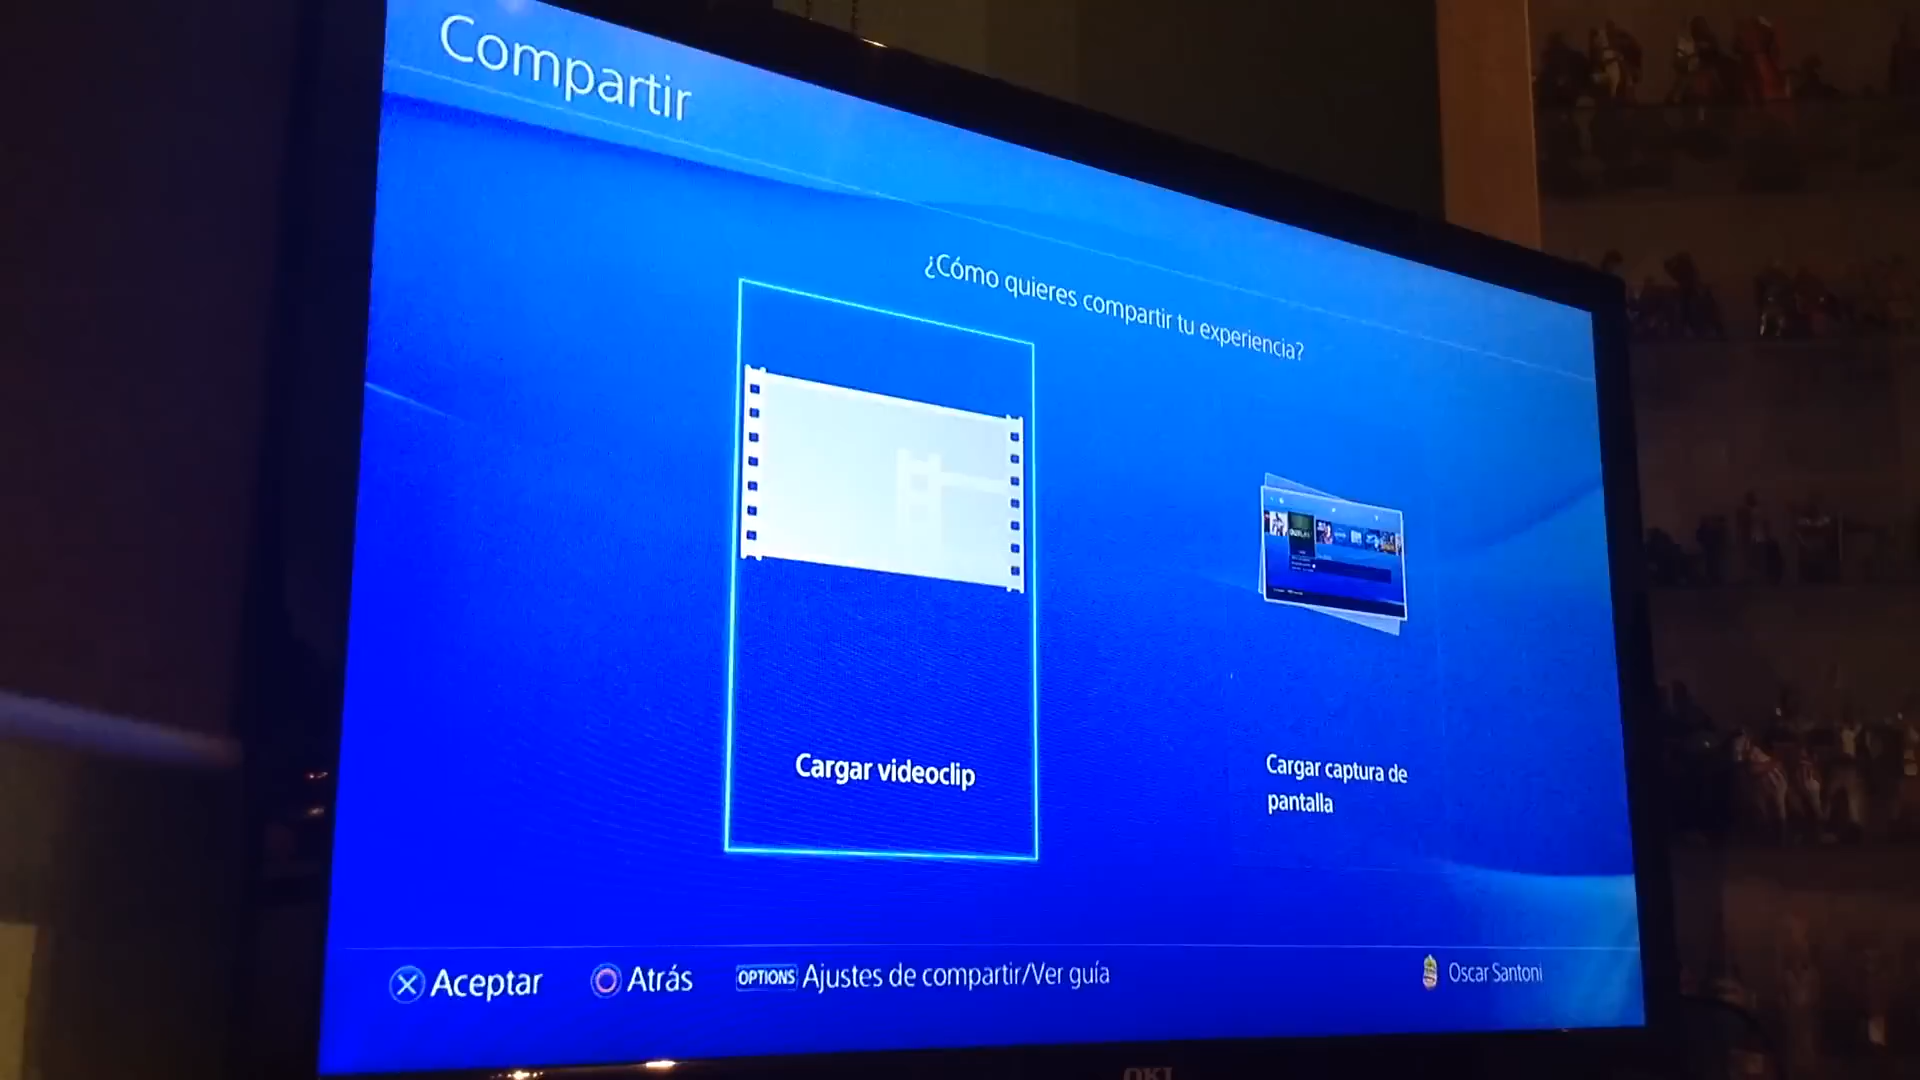 Compartir
¿Cómo quieres compartir tu experiencia?
Cargar videoclip
Cargar captura de
pantalla
Aceptar
Atrás
OPTIONS Ajustes de compartir/Ver guía
Oscar Santoni
OKI